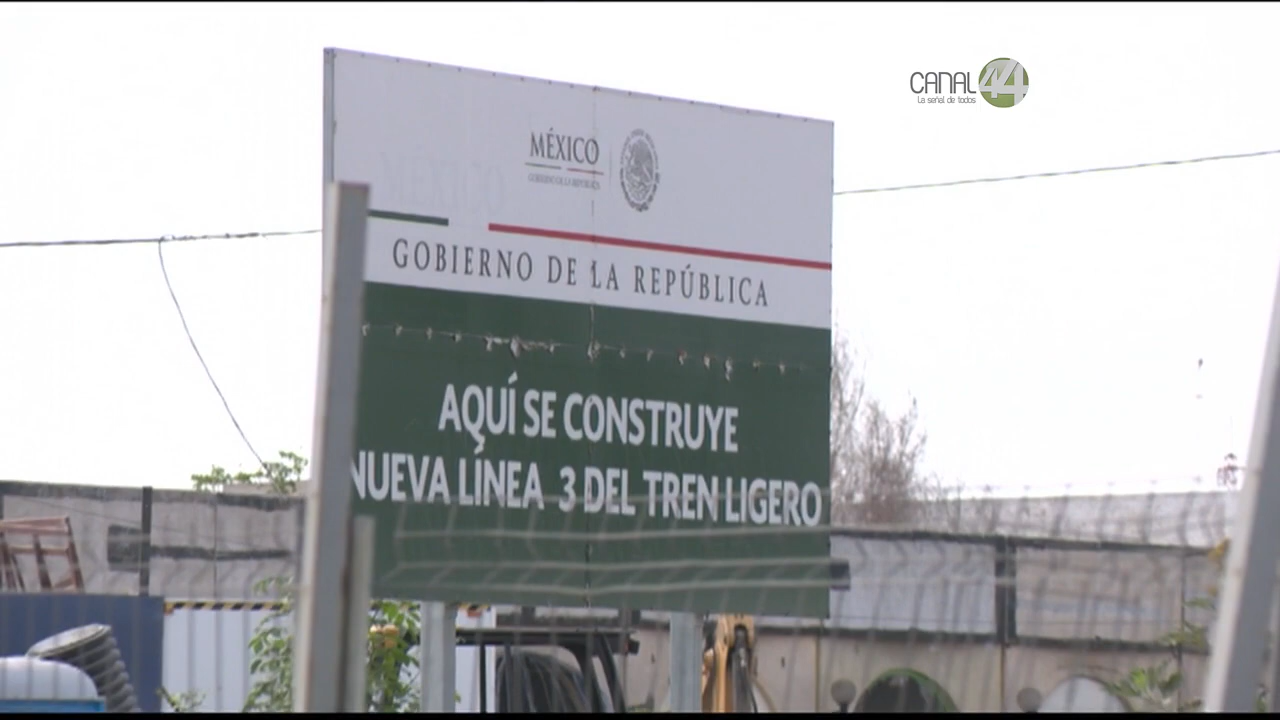 CANAL 44
La señal de todos
MÉXICO
GOBIERNO DE LA REPÚBLICA
GOBIERNO DE LA REPÚBLICA
AQUÍ SE CONSTRUYE
NUEVA LÍNEA 3 DEL TREN LIGERO